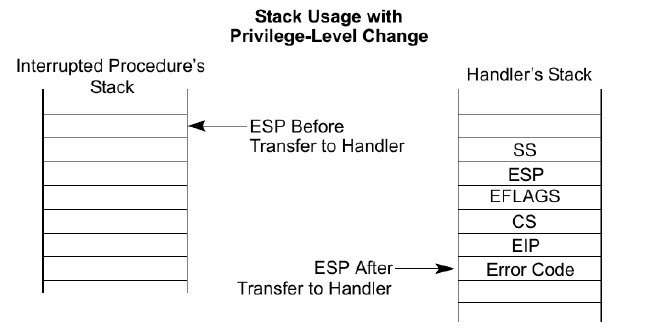 Stack Usage with
Privilege-Level Change
Interrupted Procedure's
Stack
Handler's Stack
ESP Before
Transfer to Handler
SS
ESP
EFLAGS
CS
EIP
Error Code
ESP After
Transfer to Handler